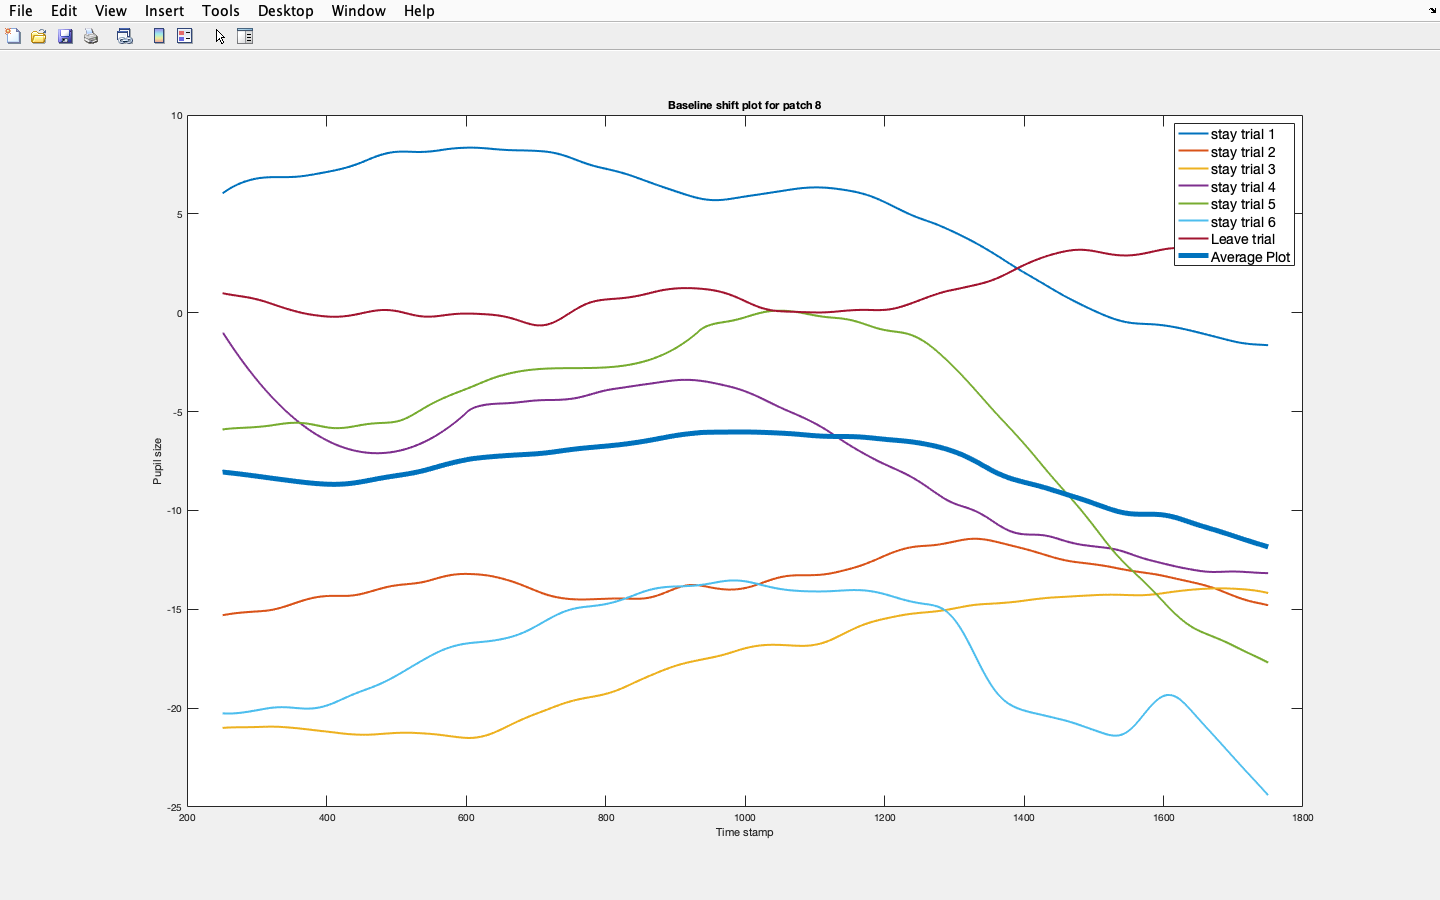 File Edit View Insert Tools Desktop Window Help
Baseline shift plot for patch 8
10
5
0
-5
-10
-15
-20
-25
Pupil size
200 400 600 800 1000 1200 1400 1600 1800
Time stamp
stay trial 1
stay trial 2
stay trial 3
stay trial 4
stay trial 5
stay trial 6
Leave trial
Average Plot